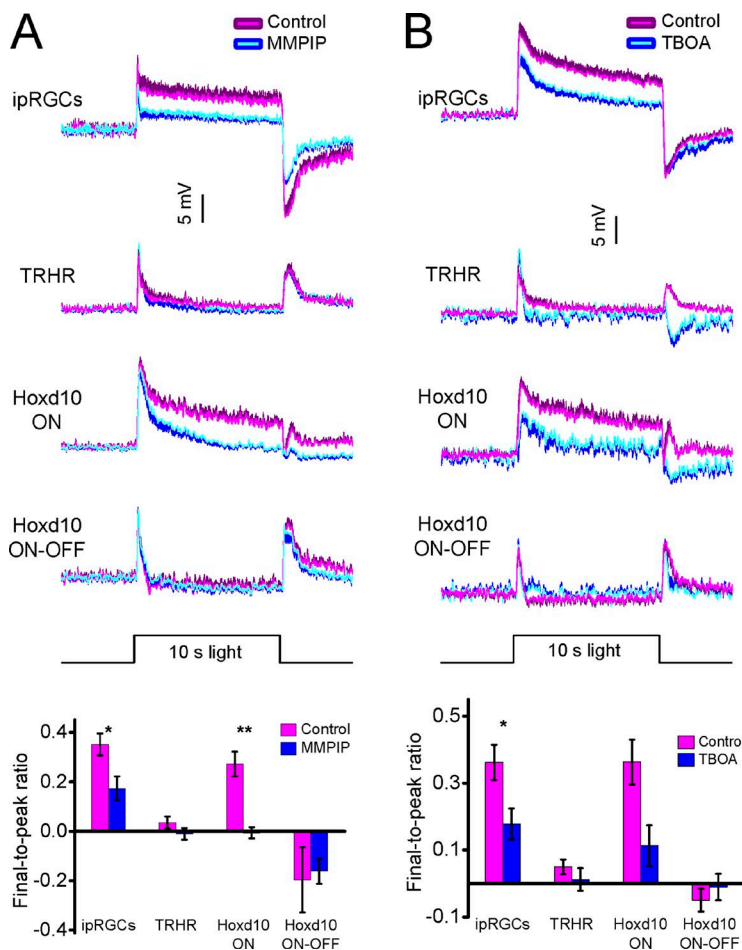 A
Control
MMPIP
ipRGCs
5 mV
TRHR
Hoxd10
ON
Hoxd10
ON-OFF
10 s light
0.4
0.2
0.0
-0.2
-0.4
Final-to-peak ratio
*
**
Control
MMPIP
ipRGCs
TRHR
Hoxd10
ON
Hoxd10
ON-OFF
B
Control
TBOA
ipRGCs
5 mV
TRHR
Hoxd10
ON
Hoxd10
ON-OFF
10 s light
0.5
0.3
0.1
-0.1
Final-to-peak ratio
*
Control
TBOA
ipRGCs
TRHR
Hoxd10
ON
Hoxd10
ON-OFF